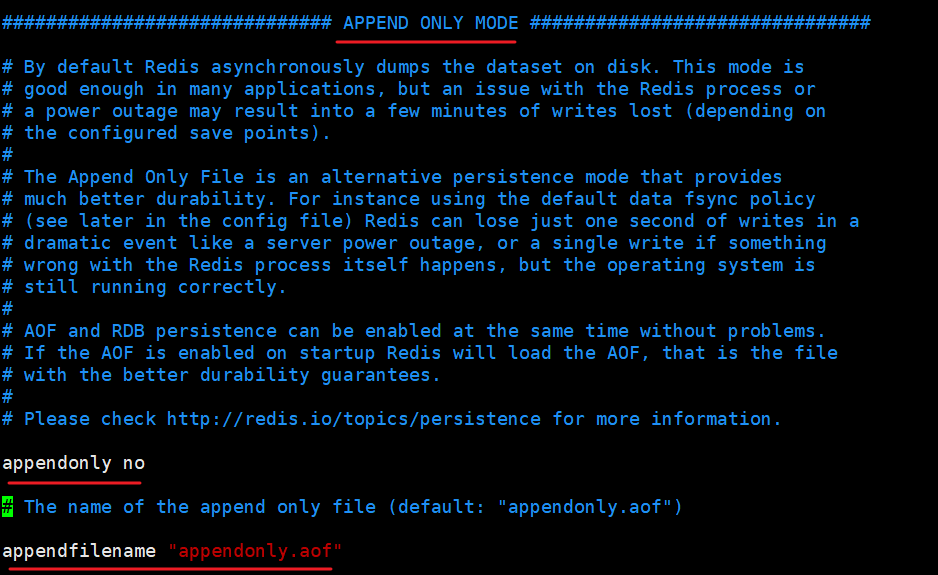 ############################## APPEND ONLY MODE ###############################
# By default Redis asynchronously dumps the dataset on disk. This mode is
# good enough in many applications, but an issue with the Redis process or
# a power outage may result into a few minutes of writes lost (depending on
# the configured save points).
#
# The Append Only File is an alternative persistence mode that provides
# much better durability. For instance using the default data fsync policy
# (see later in the config file) Redis can lose just one second of writes in a
# dramatic event like a server power outage, or a single write if something
# wrong with the Redis process itself happens, but the operating system is
# still running correctly.
#
# AOF and RDB persistence can be enabled at the same time without problems.
# If the AOF is enabled on startup Redis will load the AOF, that is the file
# with the better durability guarantees.
#
# Please check http://redis.io/topics/persistence for more information.
appendonly no
# The name of the append only file (default: "appendonly.aof")
appendfilename "appendonly.aof"